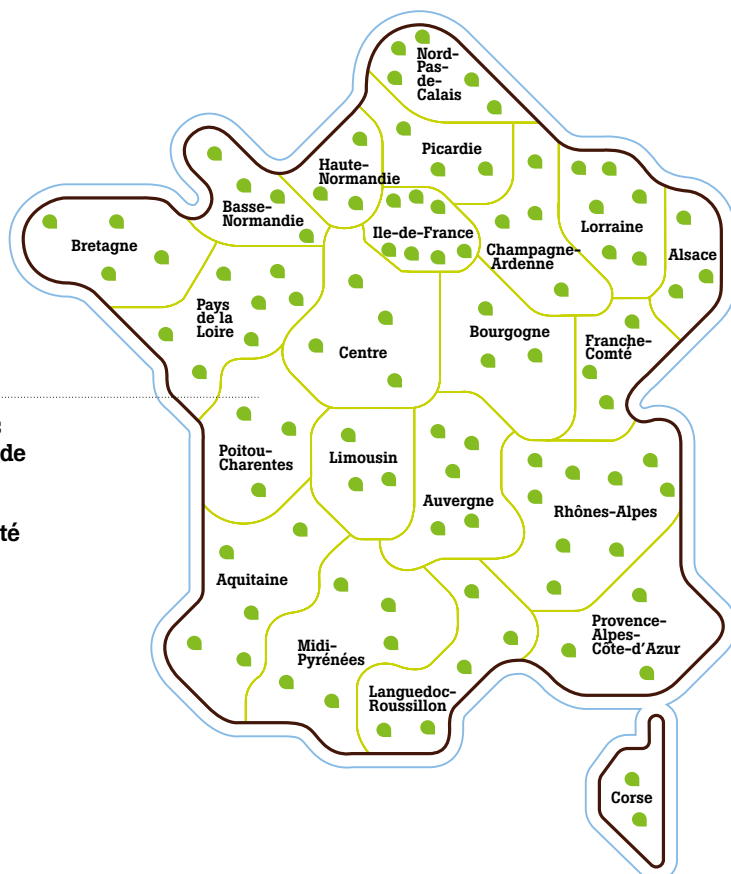 Nord-
Pas-
de-
Calais
Picardie
Haute-
Normandie
Basse-
Normandie
Ile-de-France
Lorraine
Champagne-
Ardenne
Alsace
Bretagne
Pays
de la
Loire
Centre
Bourgogne
Franche-
Comté
de
té
Poitou-
Charentes
Limousin
Auvergne
Rhônes-Alpes
Aquitaine
Midi-
Pyrénées
Languedoc-
Roussillon
Provence-
Alpes-
Côte-d'Azur
Corse